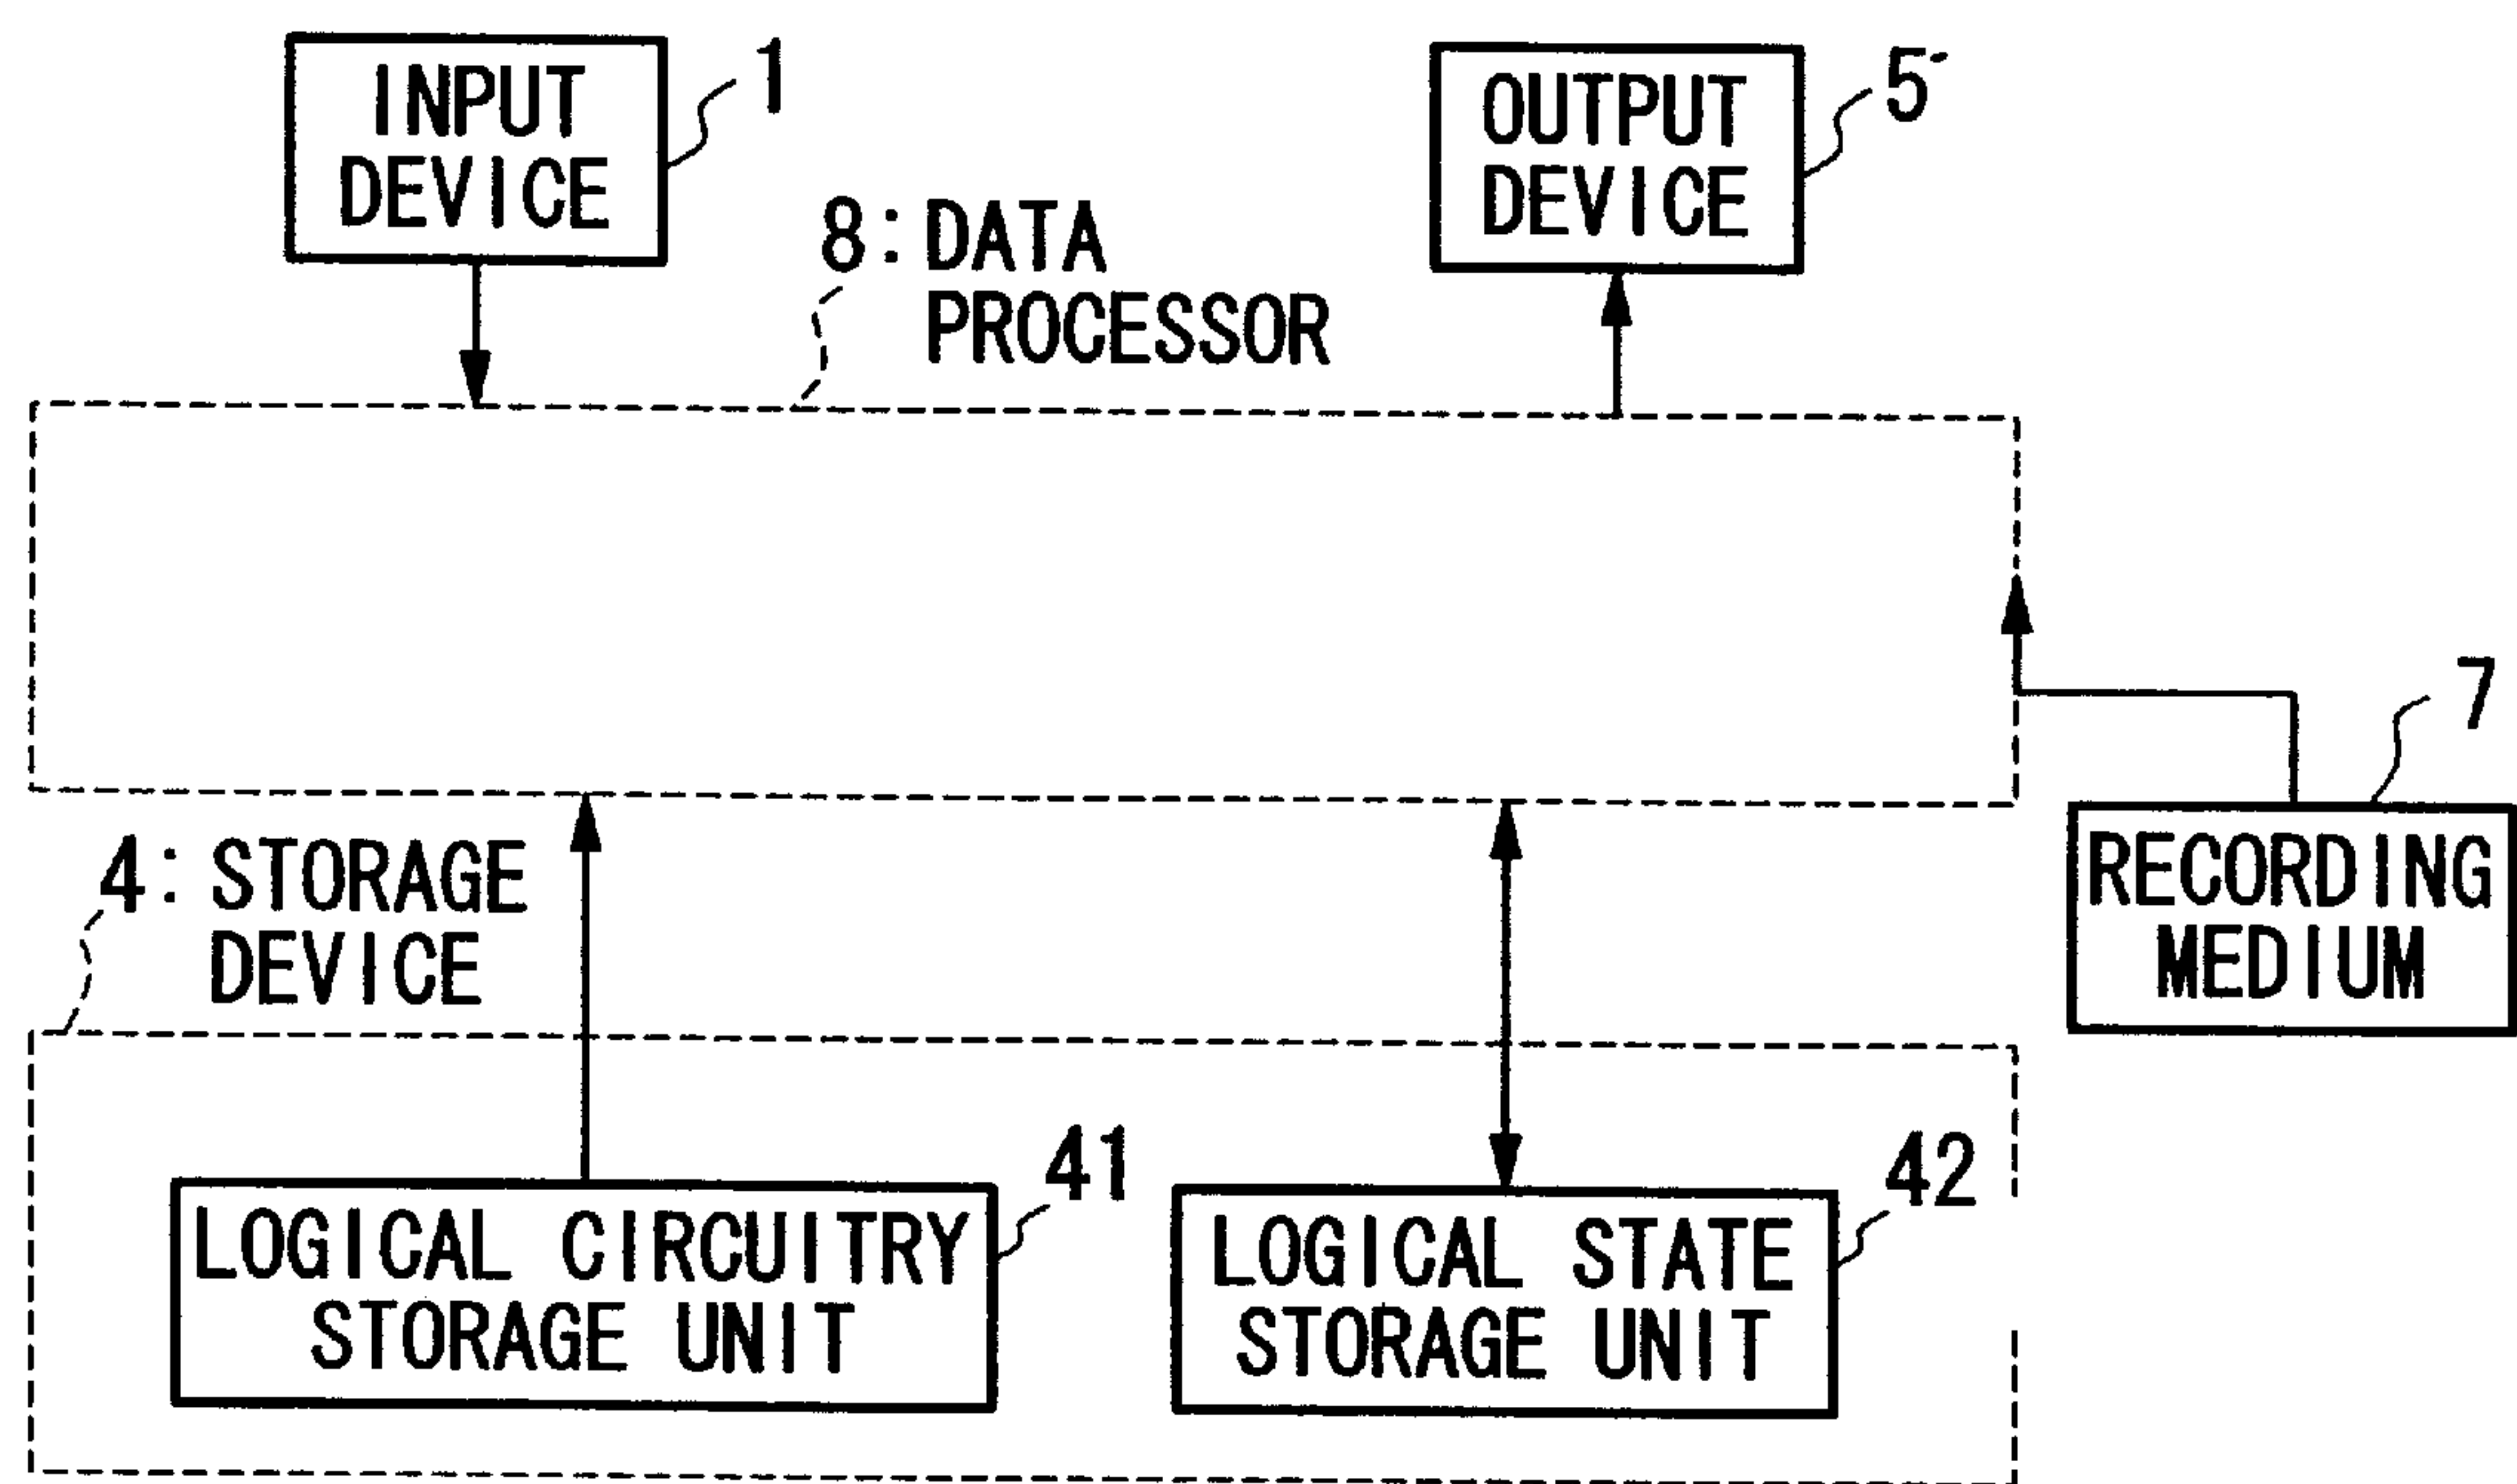 INPUT
DEVICE
1
OUTPUT
DEVICE
5
8: DATA
PROCESSOR
7
RECORDING
MEDIUM
4: STORAGE
DEVICE
41
LOGICAL CIRCUITRY
STORAGE UNIT
42
LOGICAL STATE
STORAGE UNIT